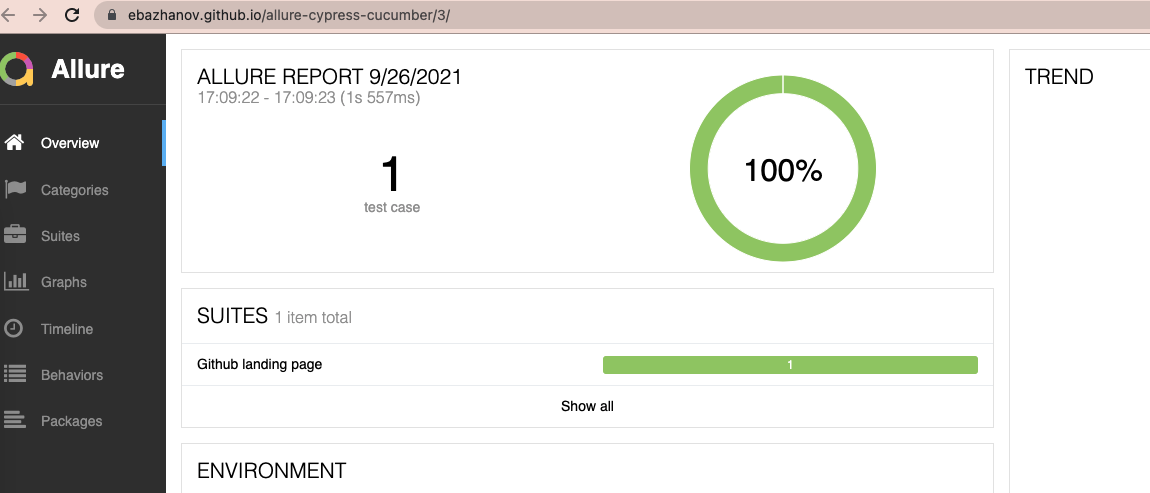 ebazhanov.github.io/allure-cypress-cucumber/3/
Allure
Overview
Categories
Suites
Graphs
Timeline
Behaviors
Packages
ALLURE REPORT 9/26/2021
17:09:22 - 17:09:23 (1s 557ms)
1
test case
100%
SUITES 1 item total
Github landing page 1
Show all
ENVIRONMENT
TREND